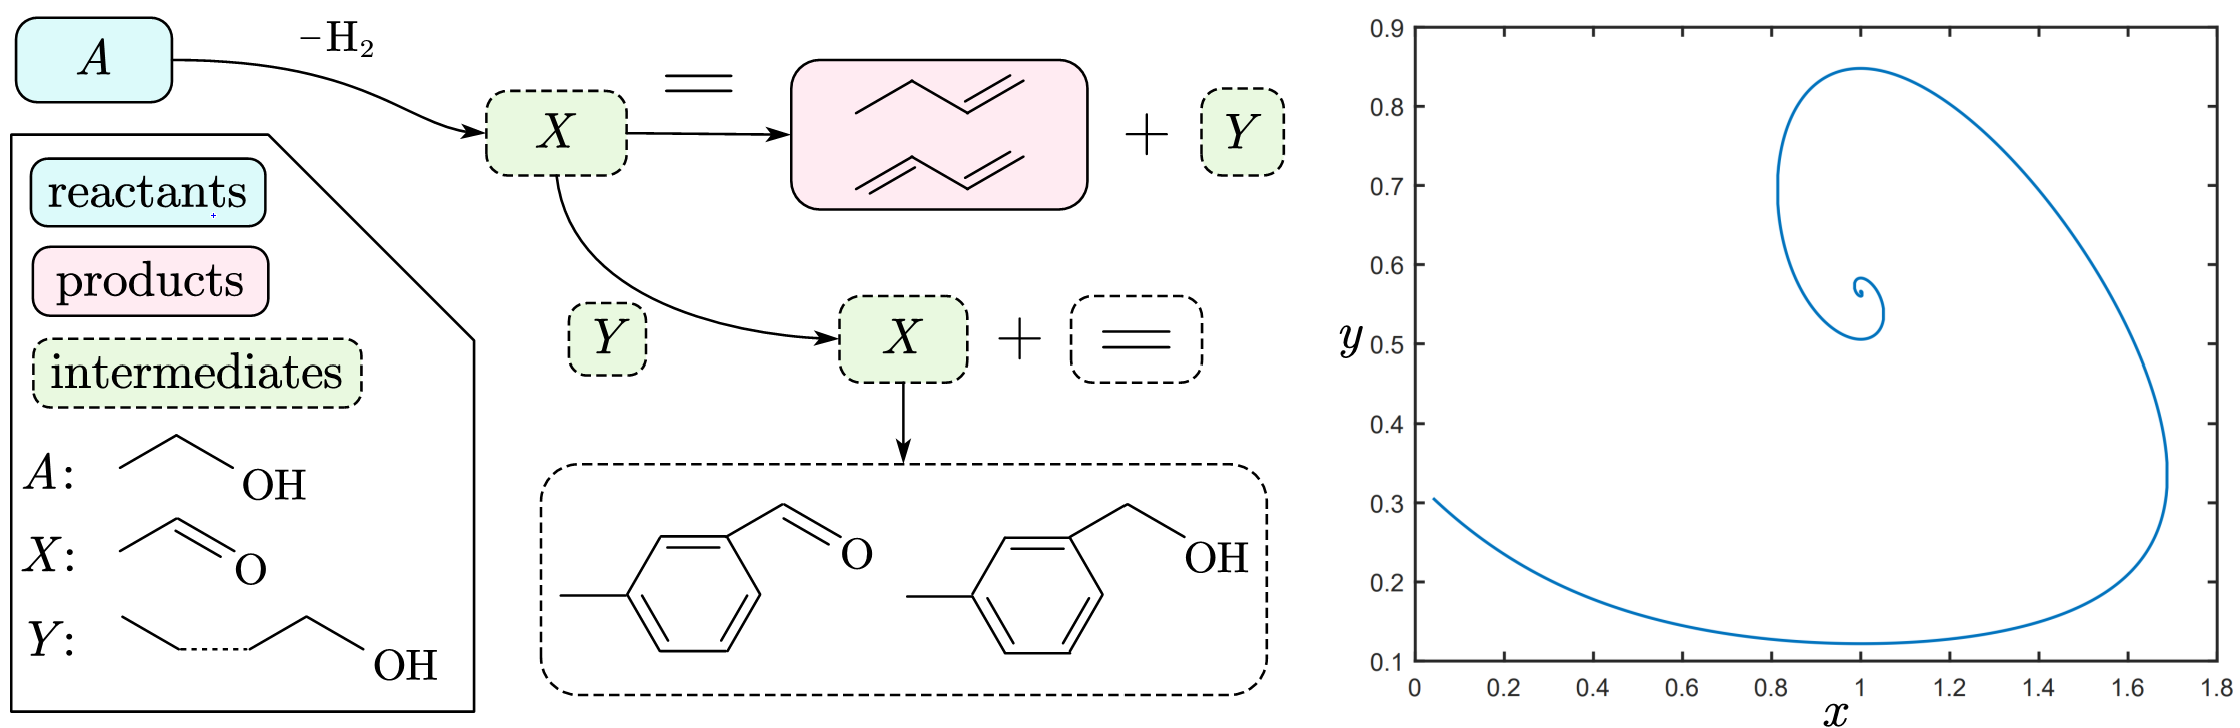 A
−H₂
X
Y
reactants
products
intermediates
A:
OH
X:
O
Y:
OH
Y
X
O
OH
0.9
0.8
0.7
0.6
0.5
0.4
0.3
0.2
0.1
y
0 0.2 0.4 0.6 0.8 1 1.2 1.4 1.6 1.8
x